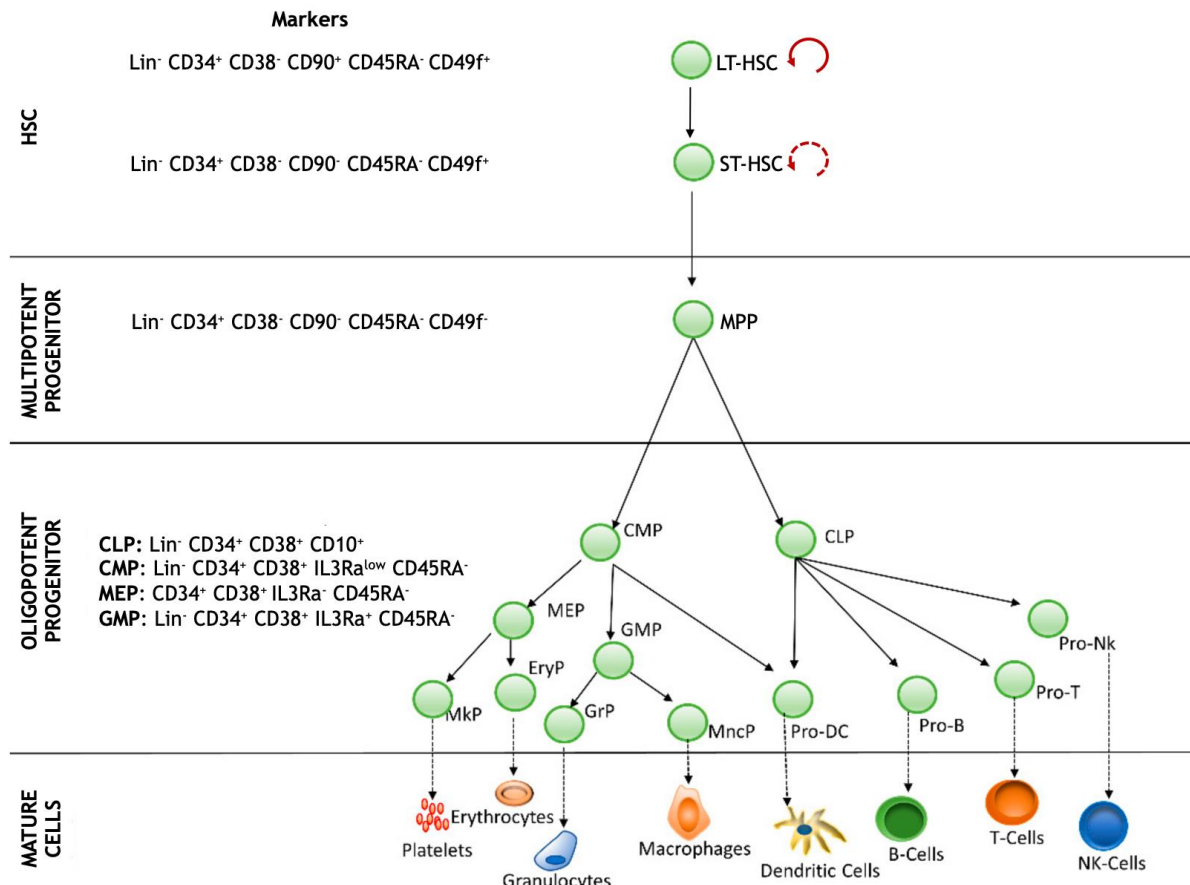 Markers
Lin⁻ CD34⁺ CD38⁻ CD90⁺ CD45RA⁻ CD49f⁺
LT-HSC
HSC
Lin⁻ CD34⁺ CD38⁻ CD90⁻ CD45RA⁻ CD49f⁺
ST-HSC
MULTIPOTENT
PROGENITOR
Lin⁻ CD34⁺ CD38⁻ CD90⁻ CD45RA⁻ CD49f⁻
MPP
OLIGOPOTENT
PROGENITOR
CLP: Lin⁻ CD34⁺ CD38⁺ CD10⁺
CMP: Lin⁻ CD34⁺ CD38⁺ IL3Raˡᵒʷ CD45RA⁻
MEP: CD34⁺ CD38⁺ IL3Ra⁻ CD45RA⁻
GMP: Lin⁻ CD34⁺ CD38⁺ IL3Ra⁺ CD45RA⁻
CMP
CLP
MEP
GMP
Pro-Nk
EryP
Pro-T
MkP
GrP
MncP
Pro-DC
Pro-B
MATURE
CELLS
Platelets
Erythrocytes
Granulocytes
Macrophages
Dendritic Cells
B-Cells
T-Cells
NK-Cells